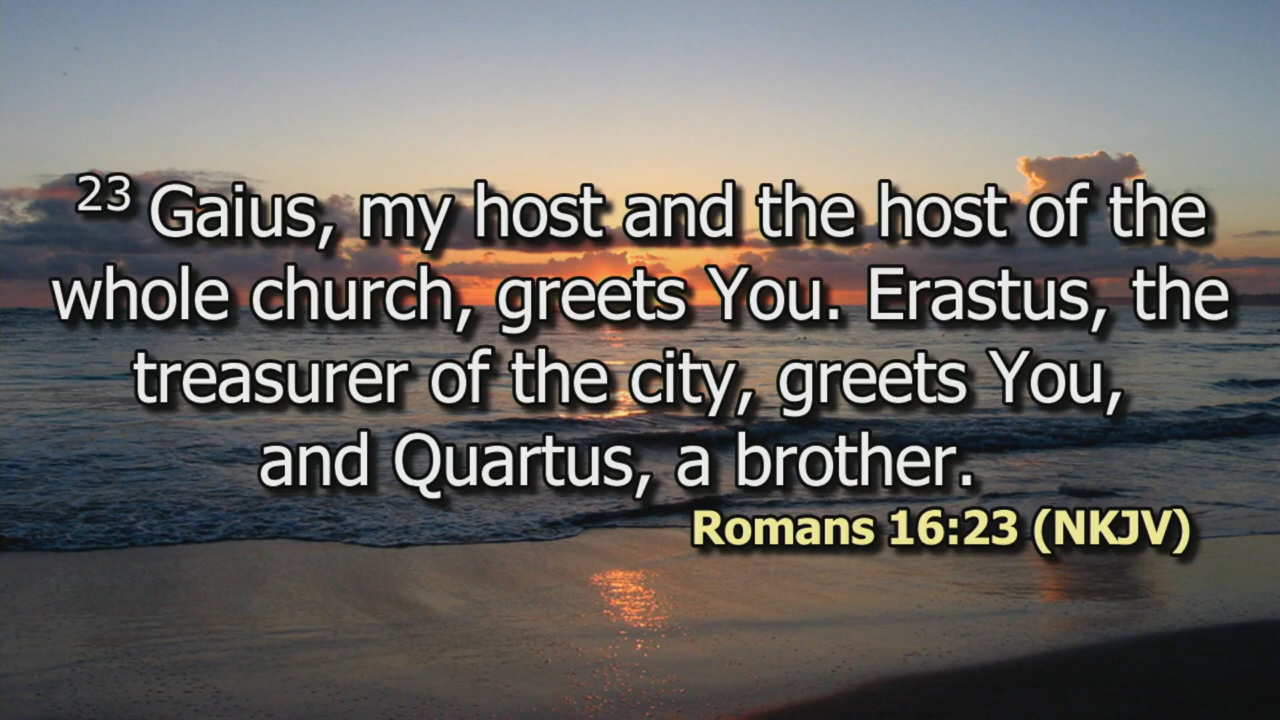 23 Gaius, my host and the host of the
whole church, greets You. Erastus, the
treasurer of the city, greets You,
and Quartus, a brother.
Romans 16:23 (NKJV)